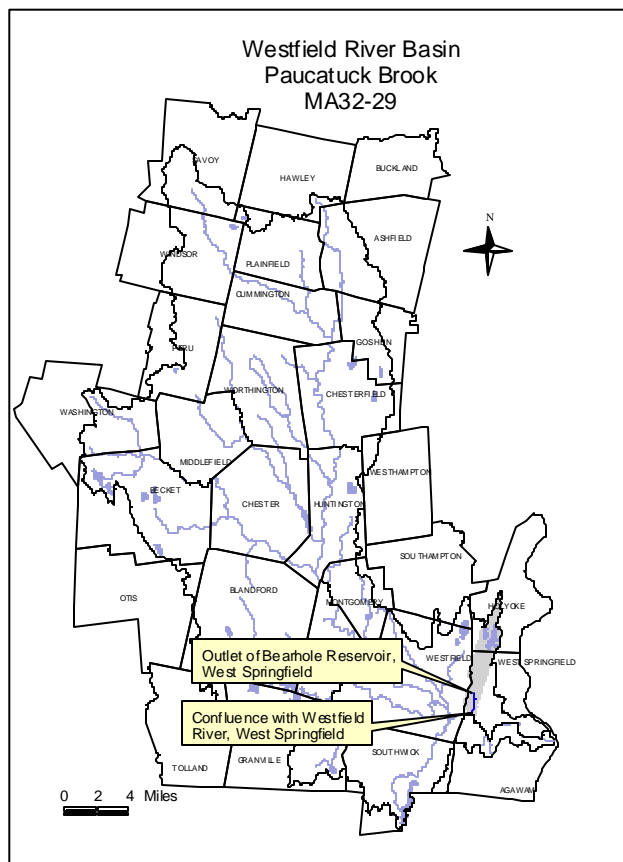 Westfield River Basin
Paucatuck Brook
MA32-29
SAVOY
HAWLEY
BUCKLAND
N
ASHFIELD
WINDSOR
PLAINFIELD
CUMMINGTON
GOSHEN
PERU
WORTHINGTON
CHESTERFIELD
WASHINGTON
MIDDLEFIELD
WESTHAMPTON
BECKET
CHESTER
HUNTINGTON
SOUTHAMPTON
OTIS
BLANDFORD
MONTGOMERY
HOLYOKE
Outlet of Bearhole Reservoir,
West Springfield
WESTFIELD
WEST SPRINGFIELD
Confluence with Westfield
River, West Springfield
SOUTHWICK
TOLLAND
GRANVILLE
AGAWAM
0 2 4 Miles